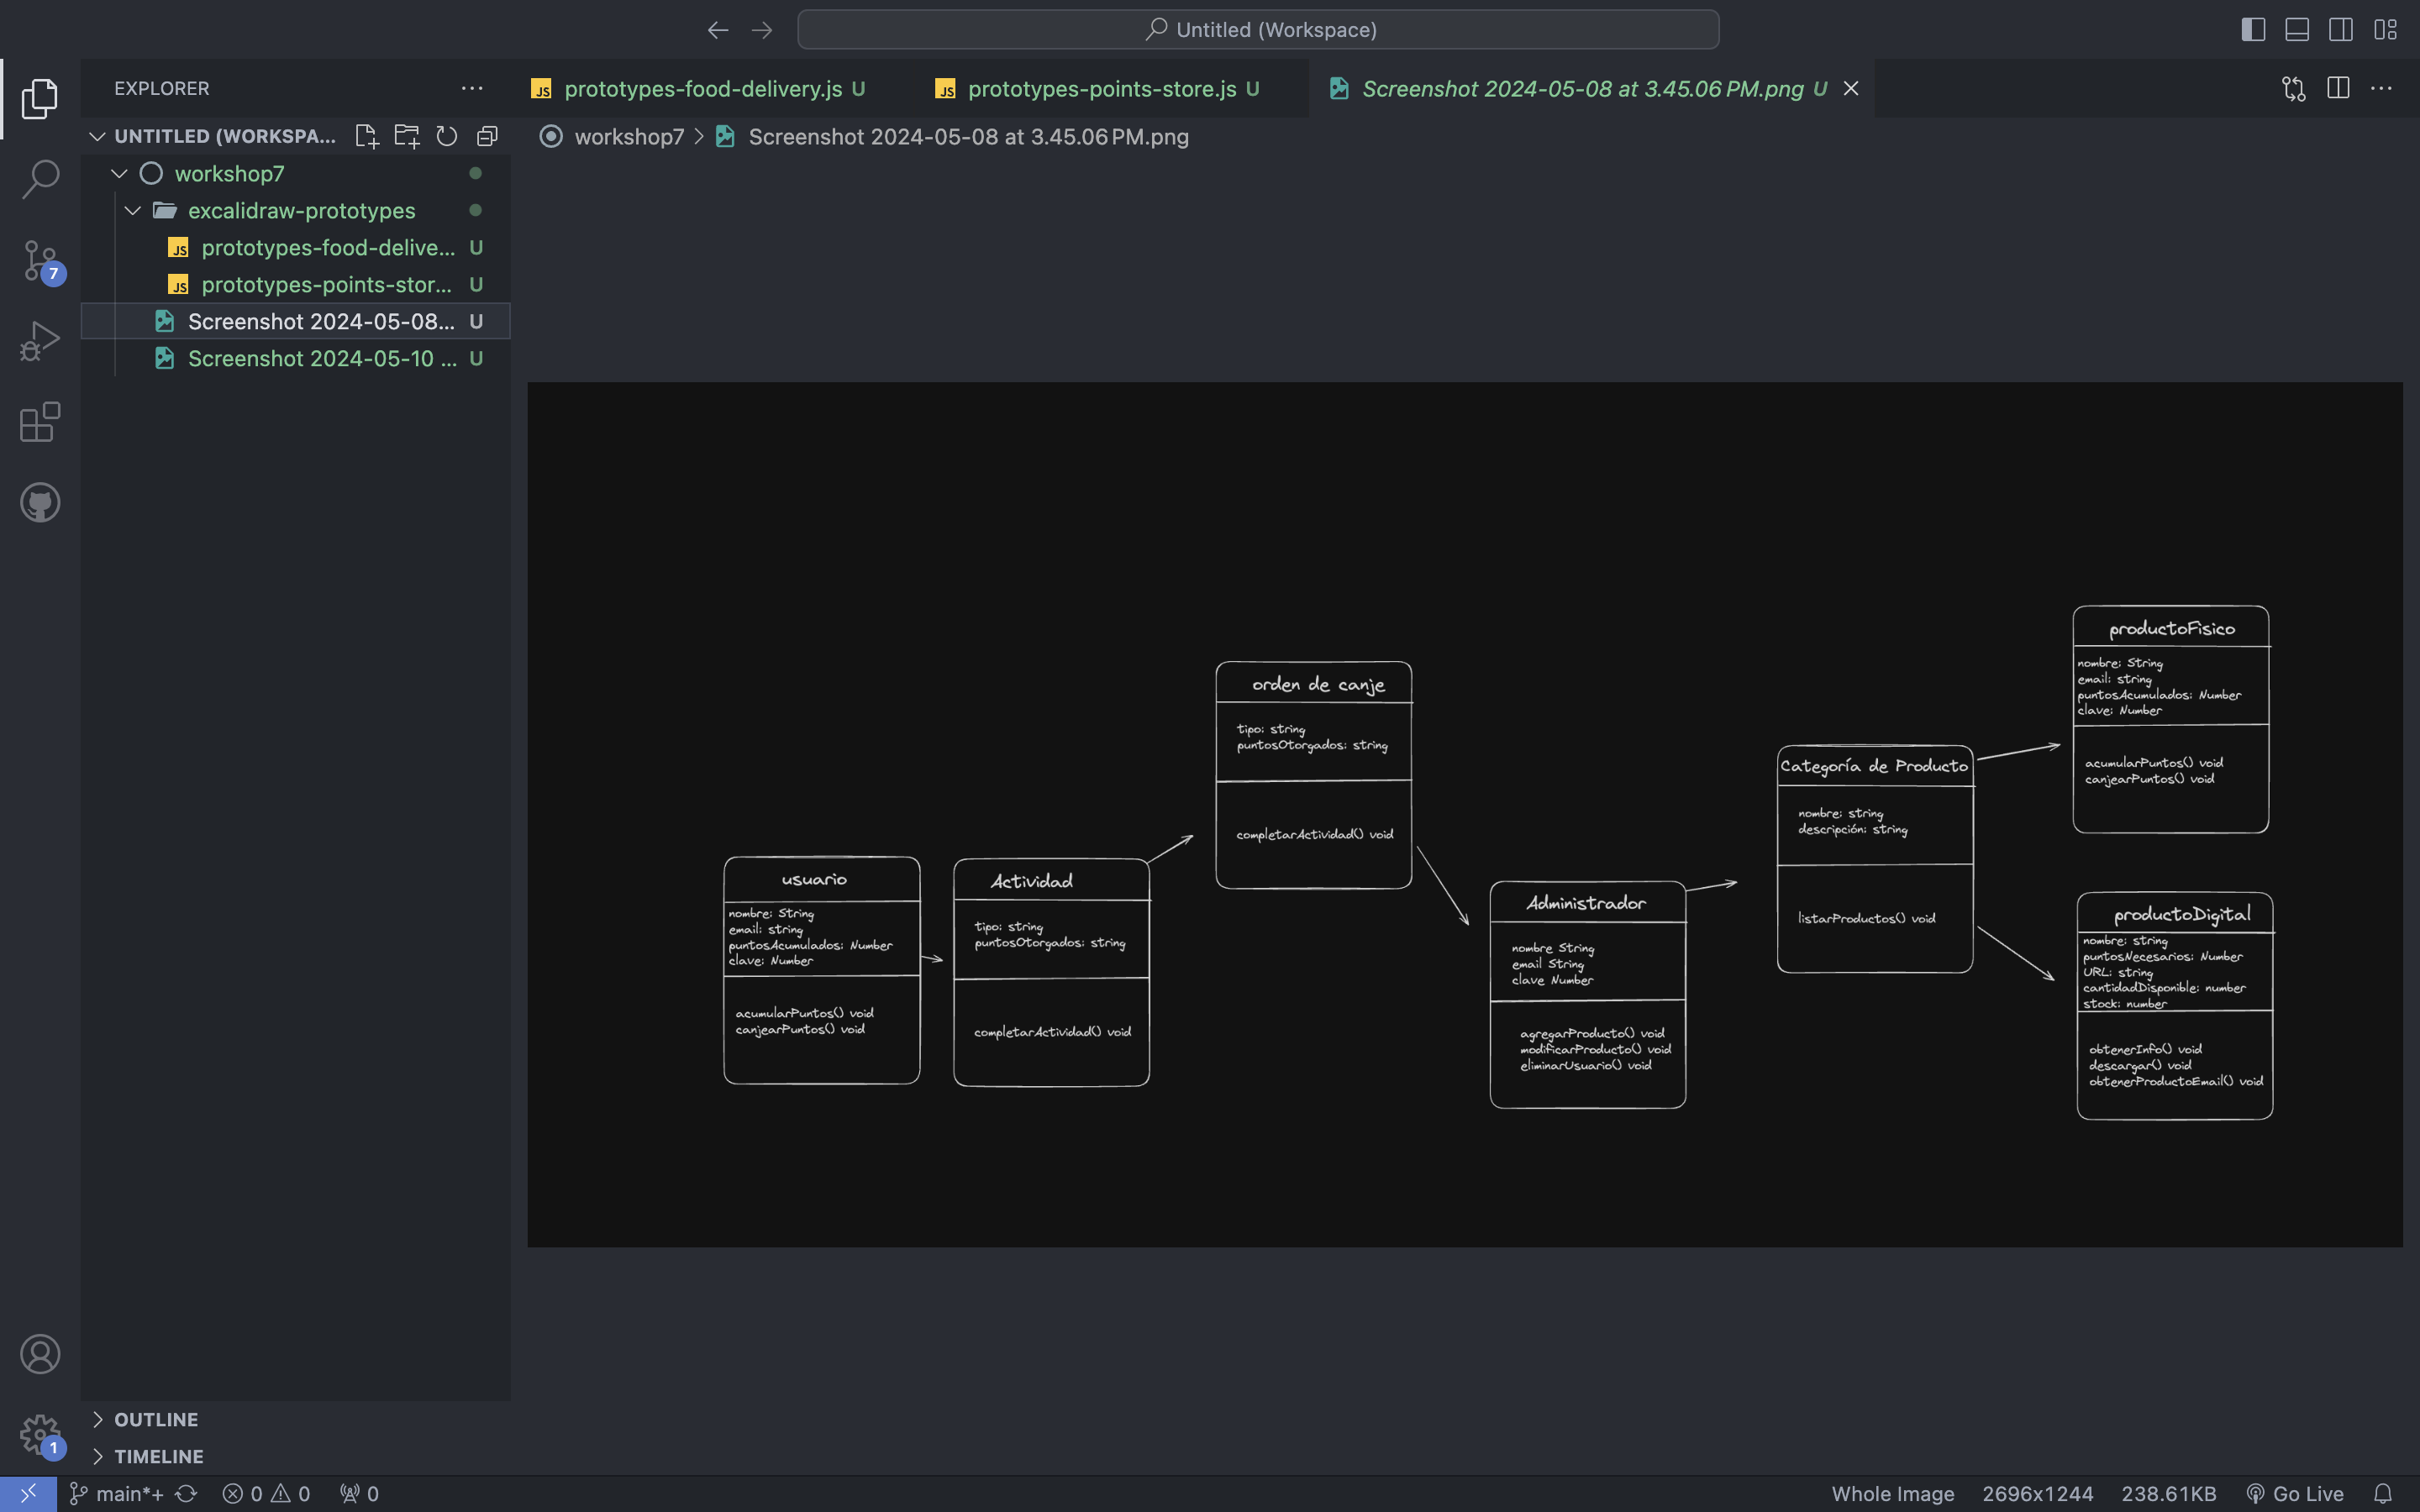 Untitled (Workspace)
EXPLORER
prototypes-food-delivery.js U
prototypes-points-store.js U
Screenshot 2024-05-08 at 3.45.06 PM.png U
UNTITLED (WORKSPA...
workshop7 > Screenshot 2024-05-08 at 3.45.06 PM.png
workshop7
excalidraw-prototypes
JS prototypes-food-delive... U
JS prototypes-points-stor... U
Screenshot 2024-05-08... U
Screenshot 2024-05-10 ... U
7
usuario
nombre: String
email: string
puntosAcumulados: Number
clave: Number
acumularPuntos() void
canjearPuntos() void
Actividad
tipo: string
puntosOtorgados: string
completarActividad() void
orden de canje
tipo: string
puntosOtorgados: string
completarActividad() void
Administrador
nombre String
email String
clave Number
agregarProducto() void
modificarProducto() void
eliminarUsuario() void
Categoría de Producto
nombre: string
descripción: string
listarProductos() void
productoFisico
nombre: String
email: string
puntosAcumulados: Number
clave: Number
acumularPuntos() void
canjearPuntos() void
productoDigital
nombre: string
puntosNecesarios: Number
URL: string
cantidadDisponible: number
stock: number
obtenerInfo() void
descargar() void
obtenerProductoEmail() void
OUTLINE
TIMELINE
1
main*+ 0 0 0
Whole Image 2696x1244 238.61KB Go Live